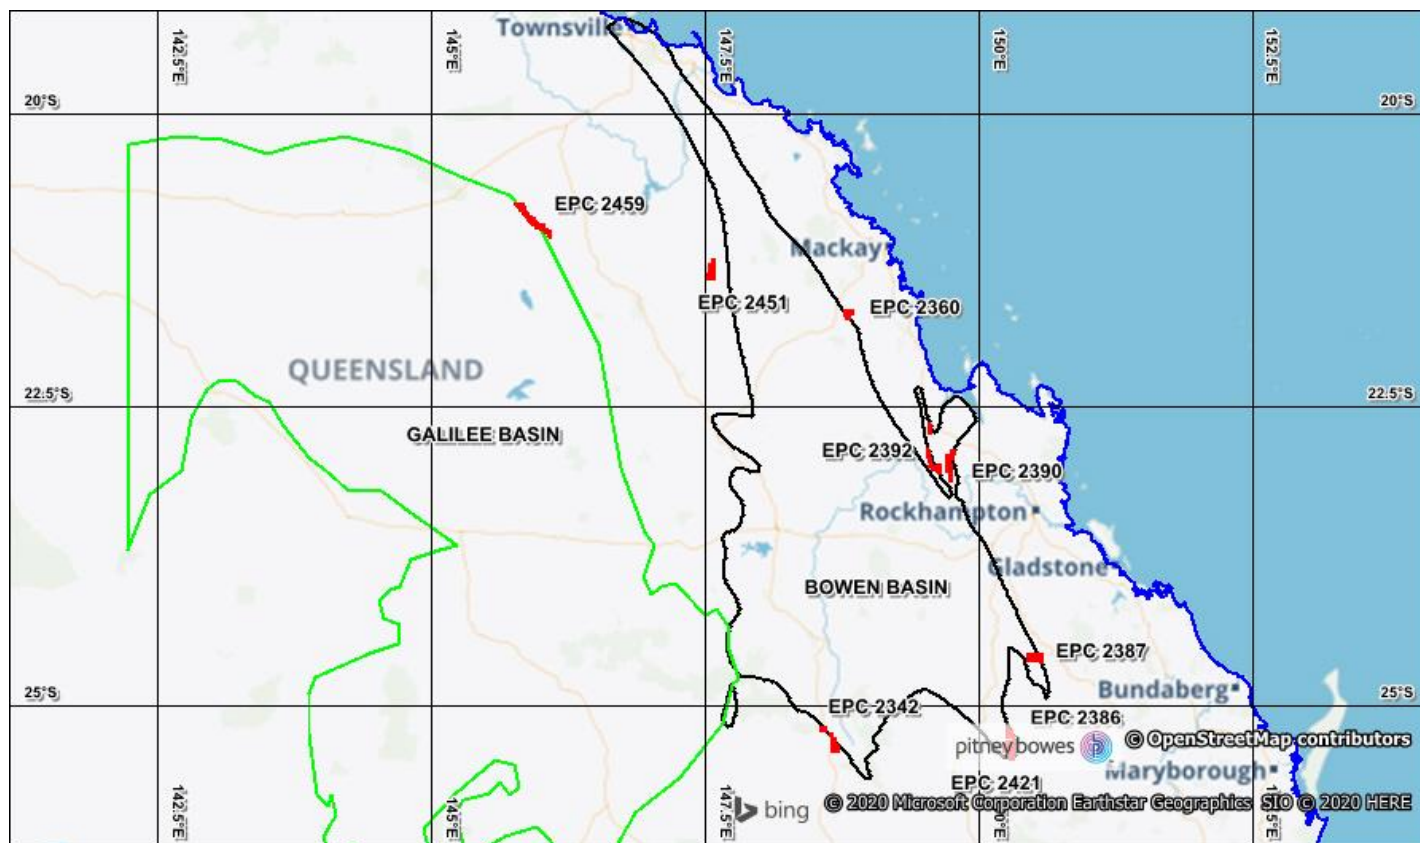 Townsville
142.5°E
145°E
147.5°E
150°E
152.5°E
20°S
20°S
EPC 2459
Mackay
EPC 2451
EPC 2360
QUEENSLAND
22.5°S
22.5°S
GALILEE BASIN
EPC 2392
EPC 2390
Rockhampton
Gladstone
BOWEN BASIN
EPC 2387
Bundaberg
25°S
25°S
EPC 2342
EPC 2386
pitney bowes
© OpenStreetMap contributors
Maryborough
EPC 2421
142.5°E
145°E
147.5°E
bing
© 2020 Microsoft Corporation Earthstar Geographics SIO © 2020 HERE